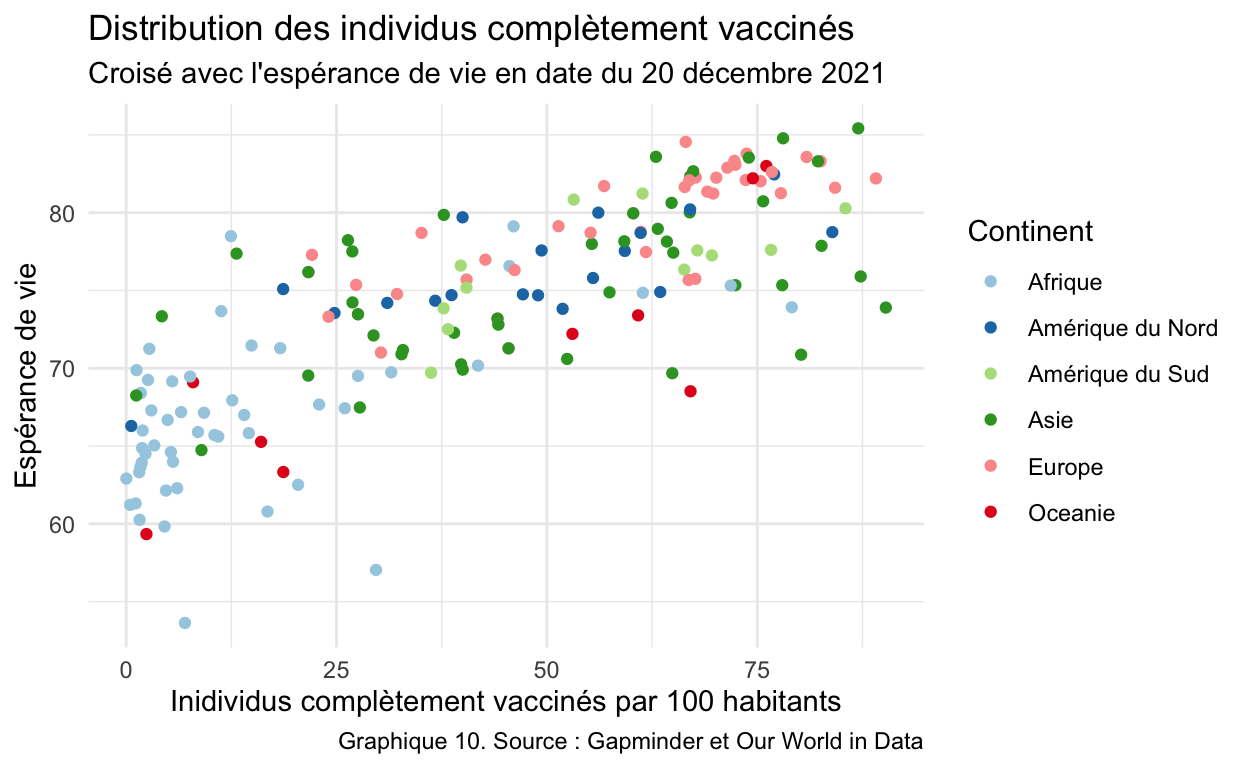 Distribution des individus complètement vaccinés
Croisé avec l'espérance de vie en date du 20 décembre 2021
Espérance de vie
80
70
60
0 25 50 75
Inidividus complètement vaccinés par 100 habitants
Graphique 10. Source : Gapminder et Our World in Data
Continent
Afrique
Amérique du Nord
Amérique du Sud
Asie
Europe
Oceanie